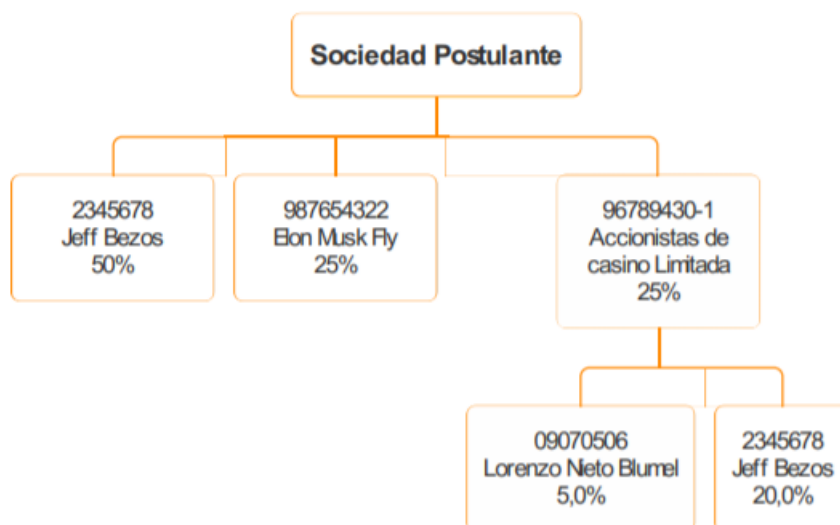 Sociedad Postulante
2345678
Jeff Bezos
50%
987654322
Elon Musk Fly
25%
96789430-1
Accionistas de
casino Limitada
25%
09070506
Lorenzo Nieto Blumel
5,0%
2345678
Jeff Bezos
20,0%